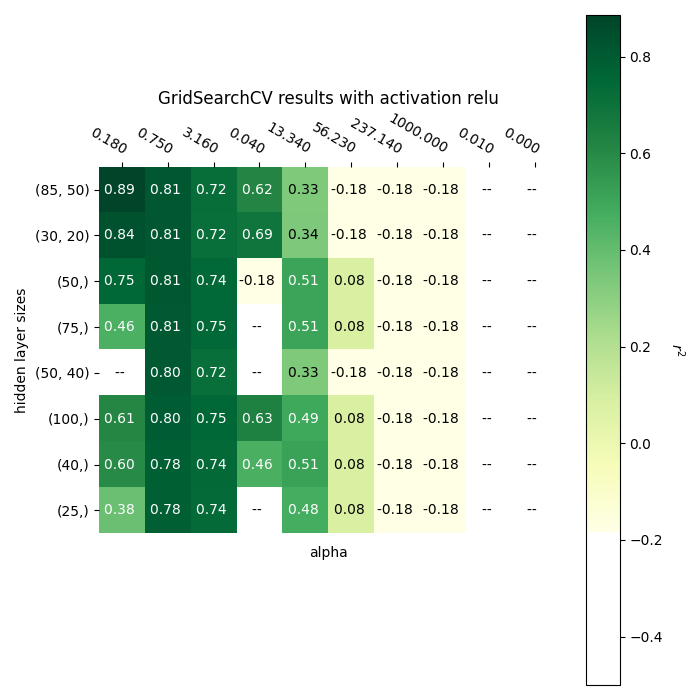 GridSearchCV results with activation relu
0.180 0.750 3.160 0.040 13.340 56.230 237.140 1000.000 0.010 0.000
(85, 50) 0.89 0.81 0.72 0.62 0.33 -0.18 -0.18 -0.18 -- --
(30, 20) 0.84 0.81 0.72 0.69 0.34 -0.18 -0.18 -0.18 -- --
(50,) 0.75 0.81 0.74 -0.18 0.51 0.08 -0.18 -0.18 -- --
(75,) 0.46 0.81 0.75 -- 0.51 0.08 -0.18 -0.18 -- --
(50, 40) -- 0.80 0.72 -- 0.33 -0.18 -0.18 -0.18 -- --
(100,) 0.61 0.80 0.75 0.63 0.49 0.08 -0.18 -0.18 -- --
(40,) 0.60 0.78 0.74 0.46 0.51 0.08 -0.18 -0.18 -- --
(25,) 0.38 0.78 0.74 -- 0.48 0.08 -0.18 -0.18 -- --
hidden layer sizes
alpha
0.8
0.6
0.4
0.2
0.0
−0.2
−0.4
r²